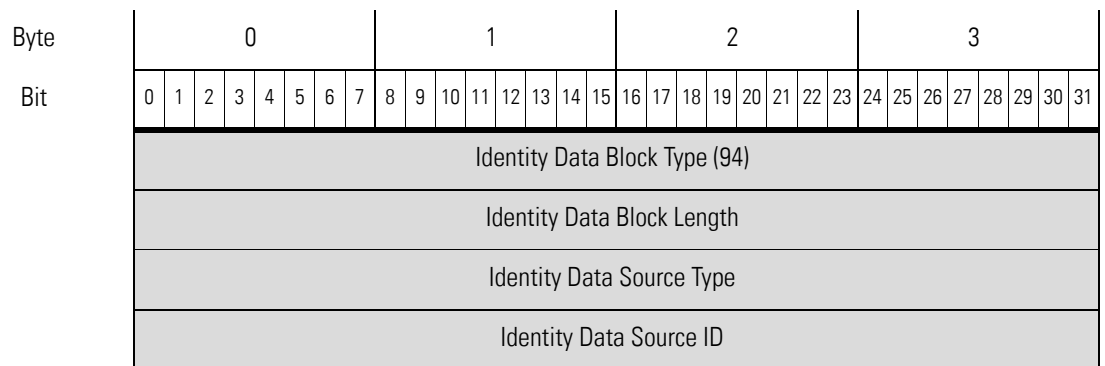 Byte 0 1 2 3
Bit 0 1 2 3 4 5 6 7 8 9 10 11 12 13 14 15 16 17 18 19 20 21 22 23 24 25 26 27 28 29 30 31
Identity Data Block Type (94)
Identity Data Block Length
Identity Data Source Type
Identity Data Source ID